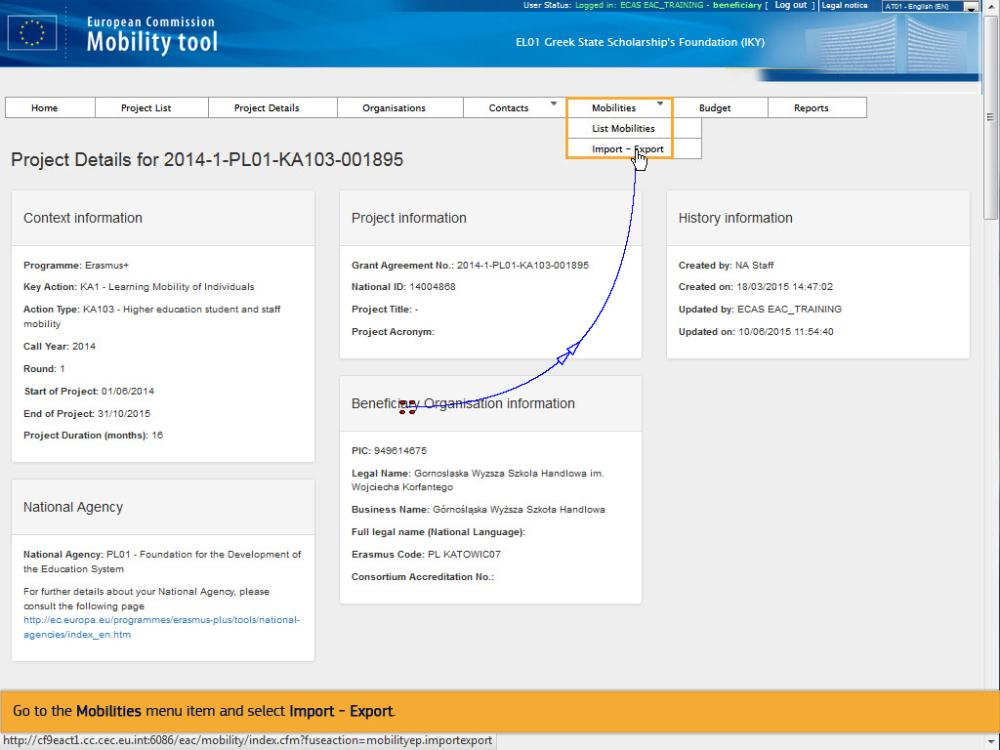 User Status: Logged in: ECAS EAC_TRAINING - beneficiary [ Log out ] Legal notice AT01 - English (EN)
European Commission
Mobility tool
EL01 Greek State Scholarship's Foundation (IKY)
Home Project List Project Details Organisations Contacts Mobilities Budget Reports
List Mobilities
Import - Export
Project Details for 2014-1-PL01-KA103-001895
Context information
Programme: Erasmus+
Key Action: KA1 - Learning Mobility of Individuals
Action Type: KA103 - Higher education student and staff
mobility
Call Year: 2014
Round: 1
Start of Project: 01/06/2014
End of Project: 31/10/2015
Project Duration (months): 16
National Agency
National Agency: PL01 - Foundation for the Development of
the Education System
For further details about your National Agency, please
consult the following page
http://ec.europa.eu/programmes/erasmus-plus/tools/national-
agencies/index_en.htm
Project information
Grant Agreement No.: 2014-1-PL01-KA103-001895
National ID: 14004868
Project Title: -
Project Acronym:
Beneficiary Organisation information
PIC: 949614675
Legal Name: Gornoslaska Wyzsza Szkola Handlowa im.
Wojciecha Korfantego
Business Name: Górnośląska Wyższa Szkoła Handlowa
Full legal name (National Language):
Erasmus Code: PL KATOWIC07
Consortium Accreditation No.:
History information
Created by: NA Staff
Created on: 18/03/2015 14:47:02
Updated by: ECAS EAC_TRAINING
Updated on: 10/06/2015 11:54:40
Go to the Mobilities menu item and select Import - Export.
http://cf9eact1.cc.cec.eu.int:6086/eac/mobility/index.cfm?fuseaction=mobilityep.importexport